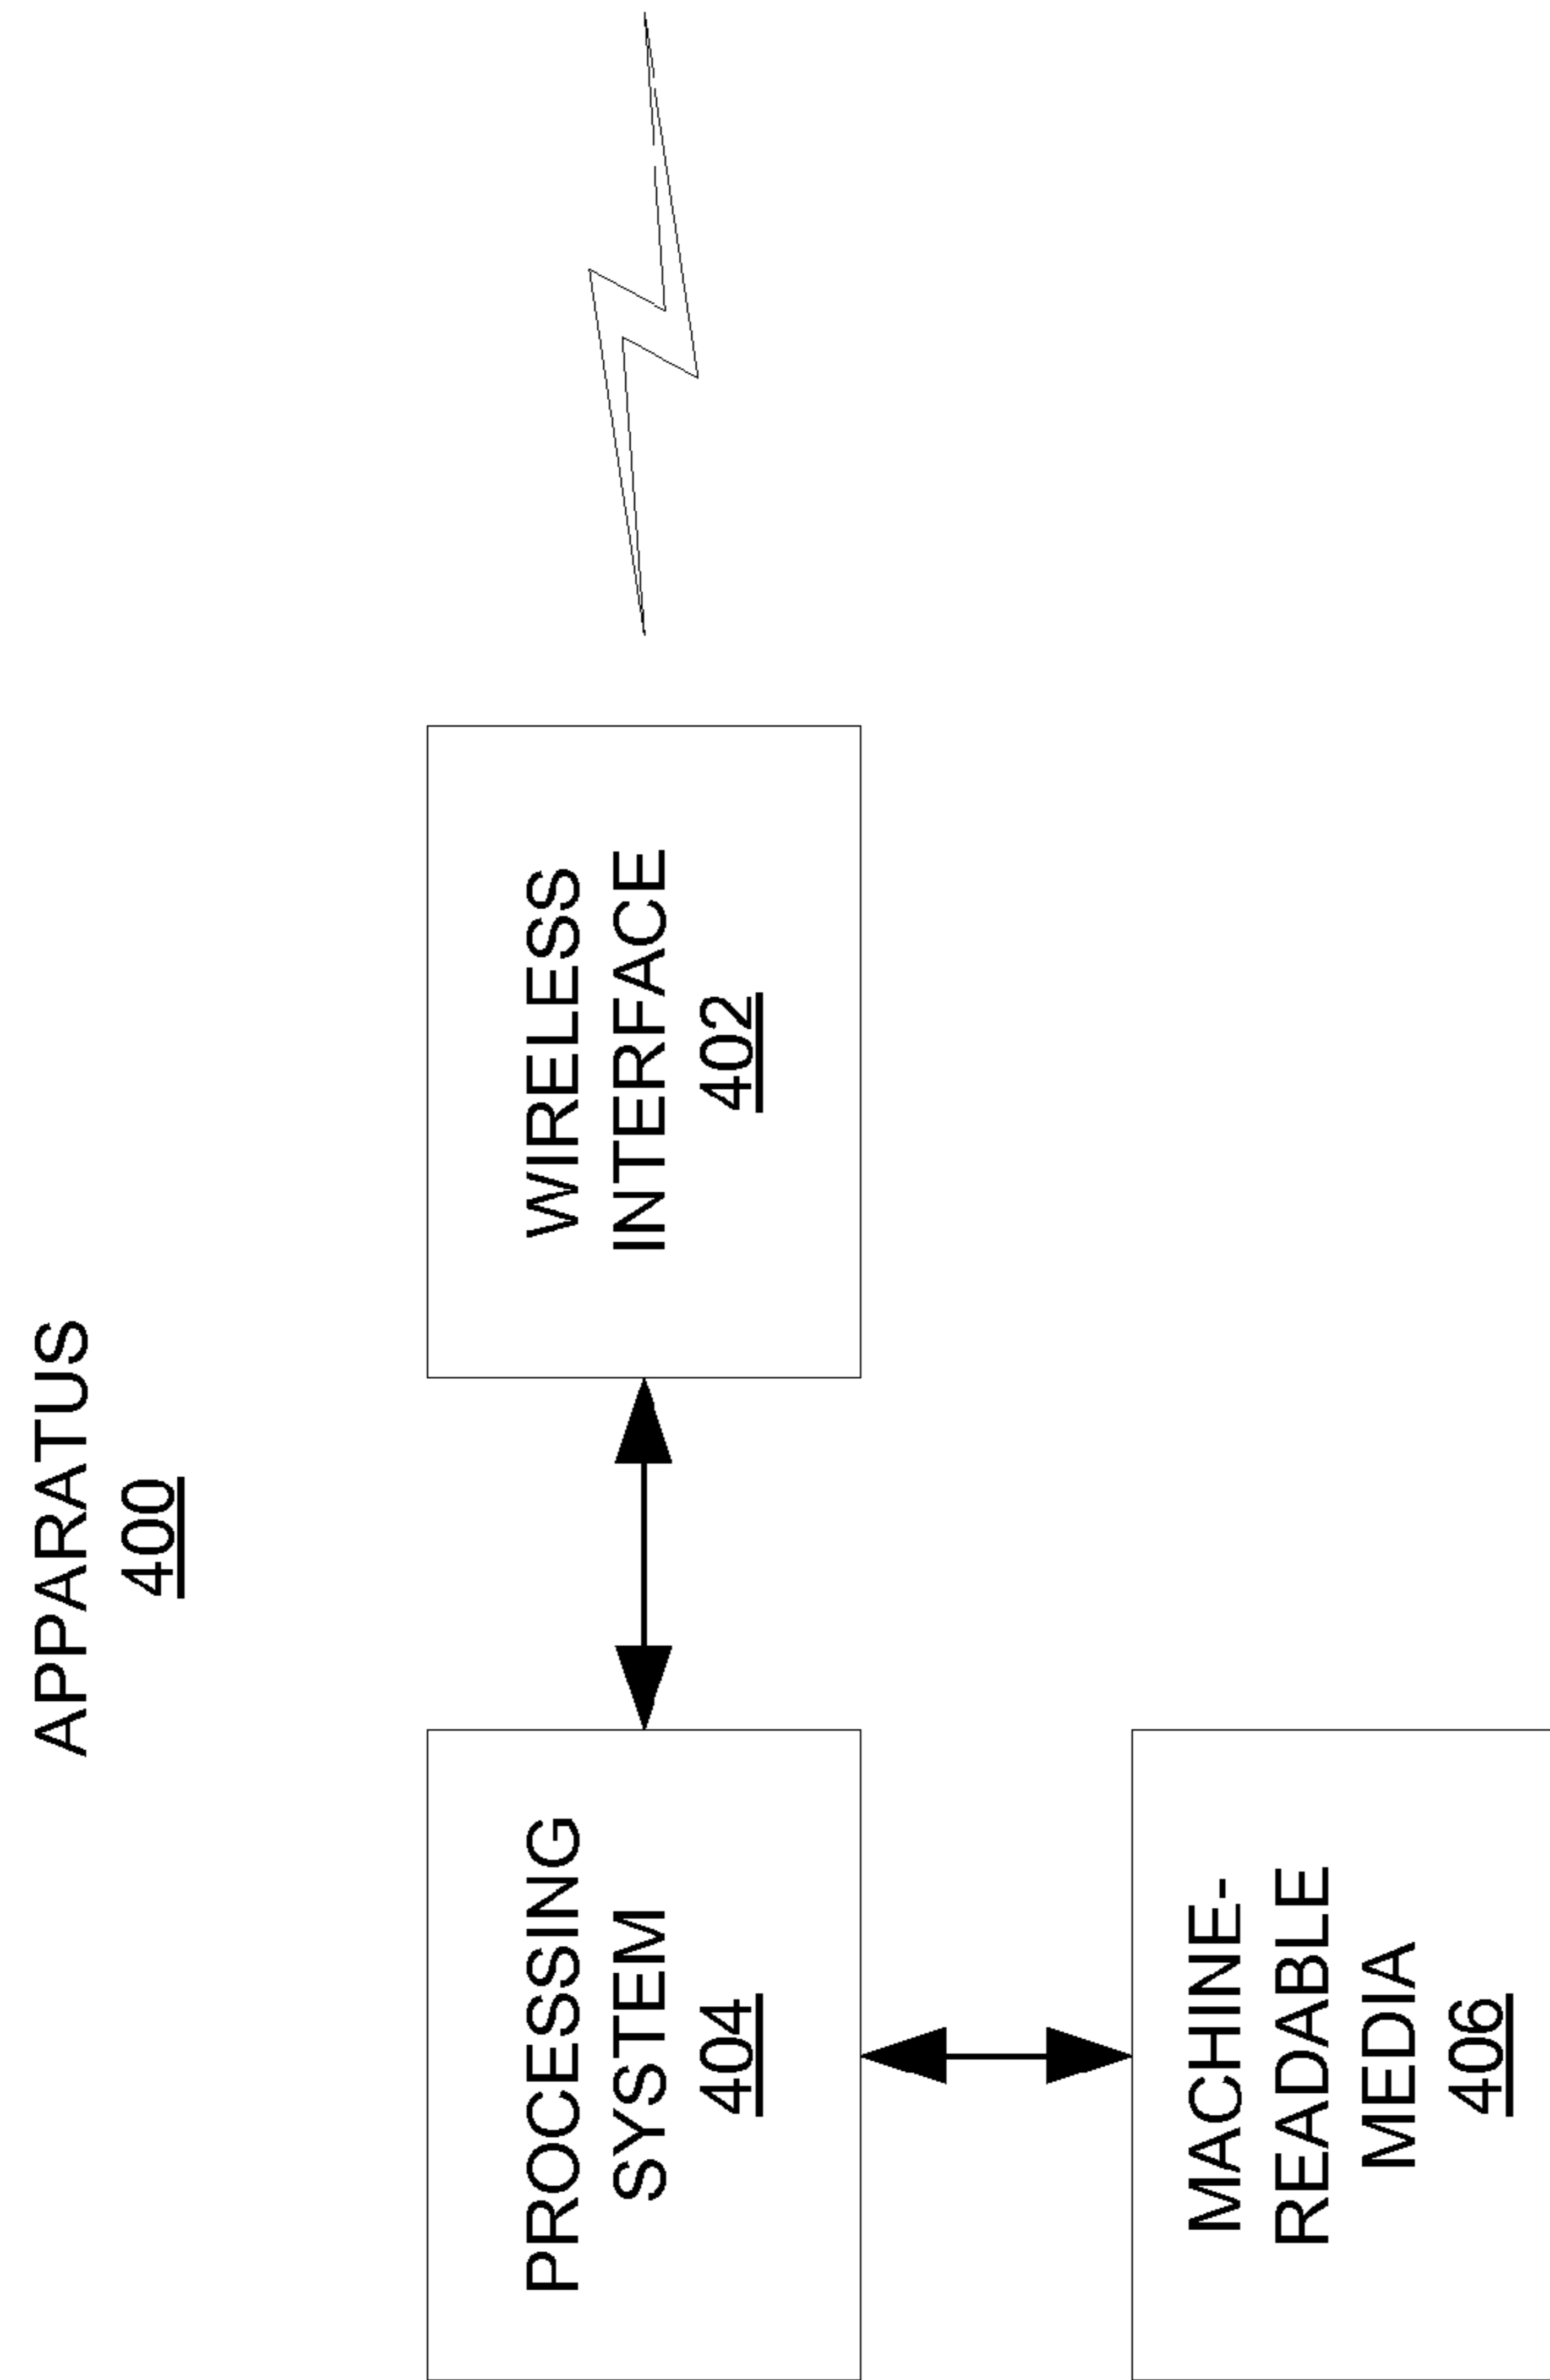 APPARATUS
400
PROCESSING
SYSTEM
404
WIRELESS
INTERFACE
402
MACHINE-
READABLE
MEDIA
406